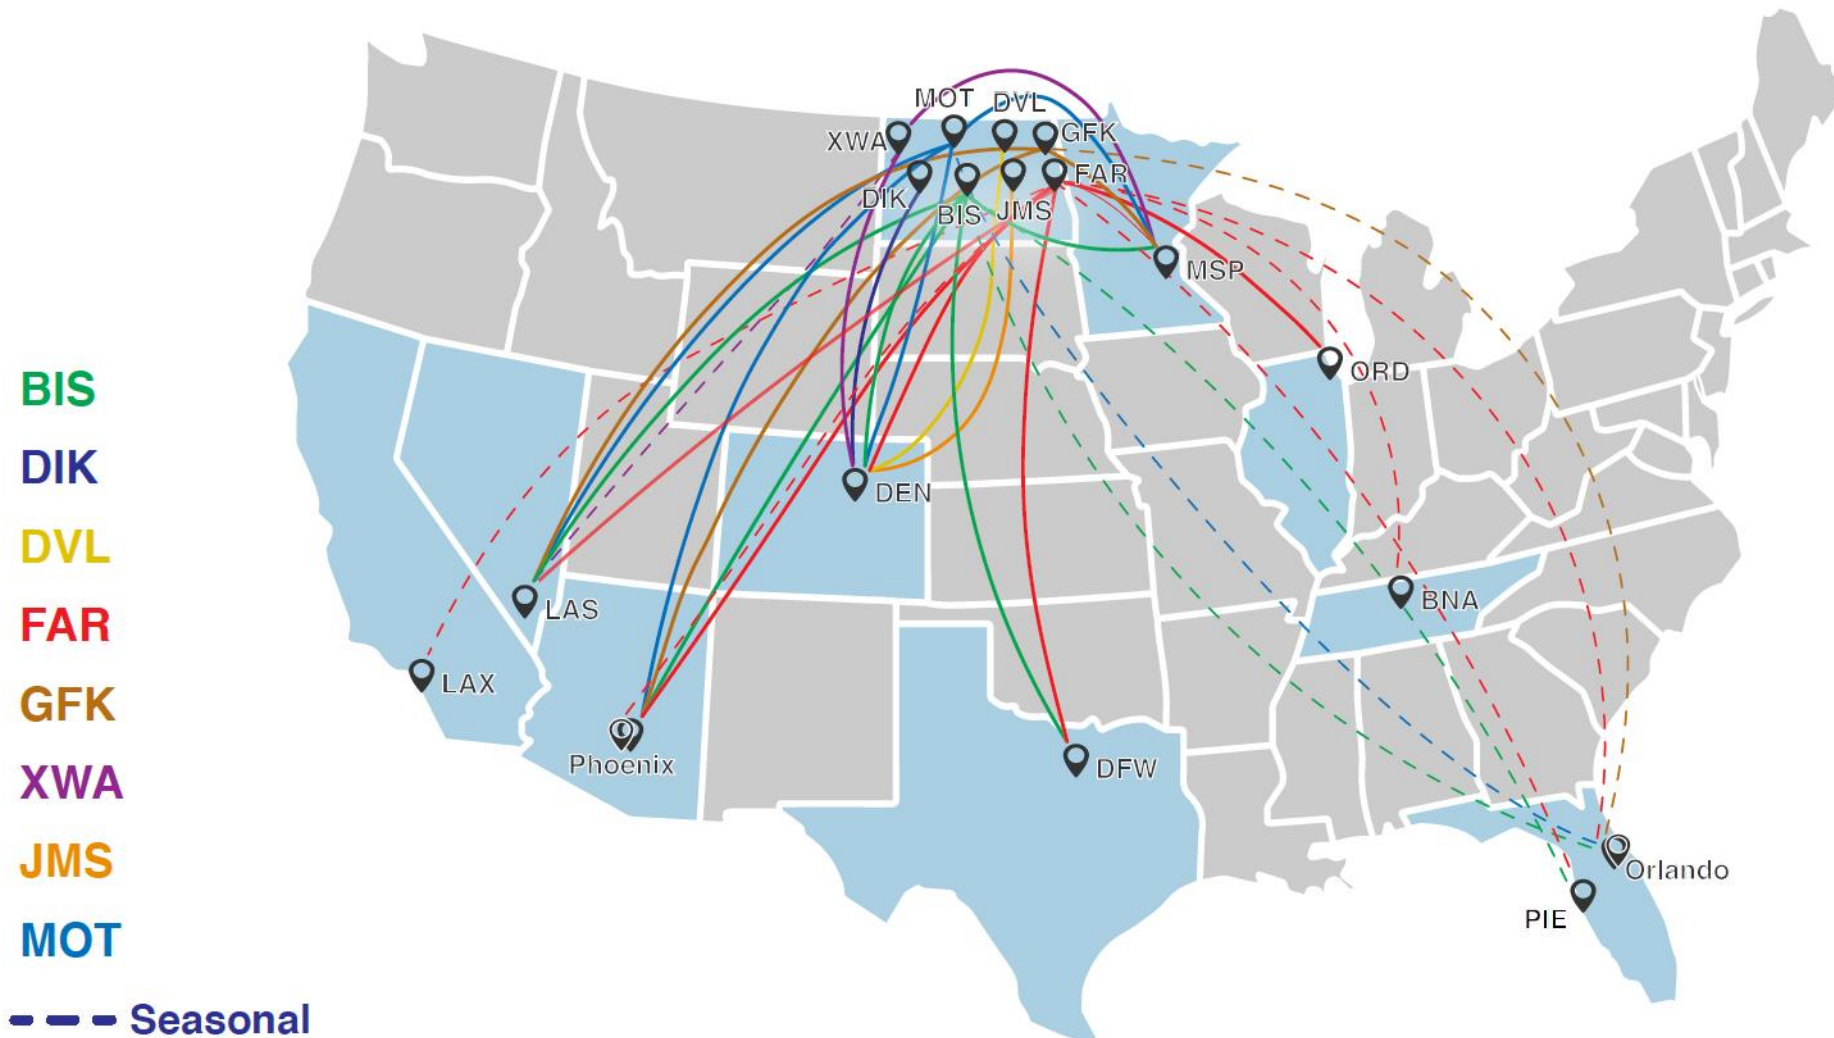 MOT
DVL
XWA
GFK
DIK
FAR
BIS
JMS
MSP
ORD
DEN
LAS
BNA
LAX
Phoenix
DFW
Orlando
PIE
BIS
DIK
DVL
FAR
GFK
XWA
JMS
MOT
Seasonal